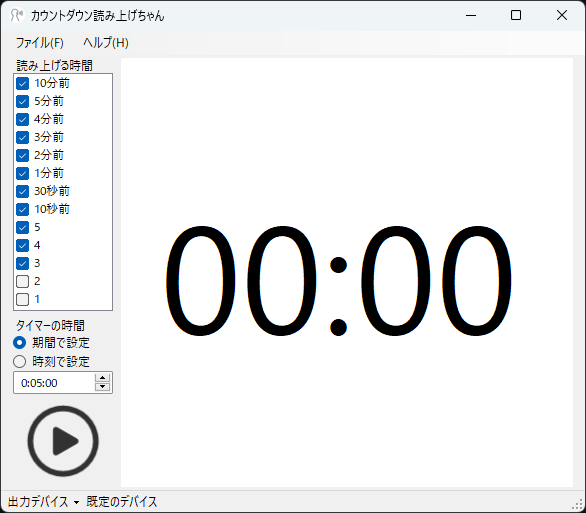 カウントダウン読み上げちゃん
ファイル(F) ヘルプ(H)
読み上げる時間
10分前
5分前
4分前
3分前
2分前
1分前
30秒前
10秒前
5
4
3
2
1
00:00
タイマーの時間
期間で設定
時刻で設定
0:05:00
出力デバイス 既定のデバイス